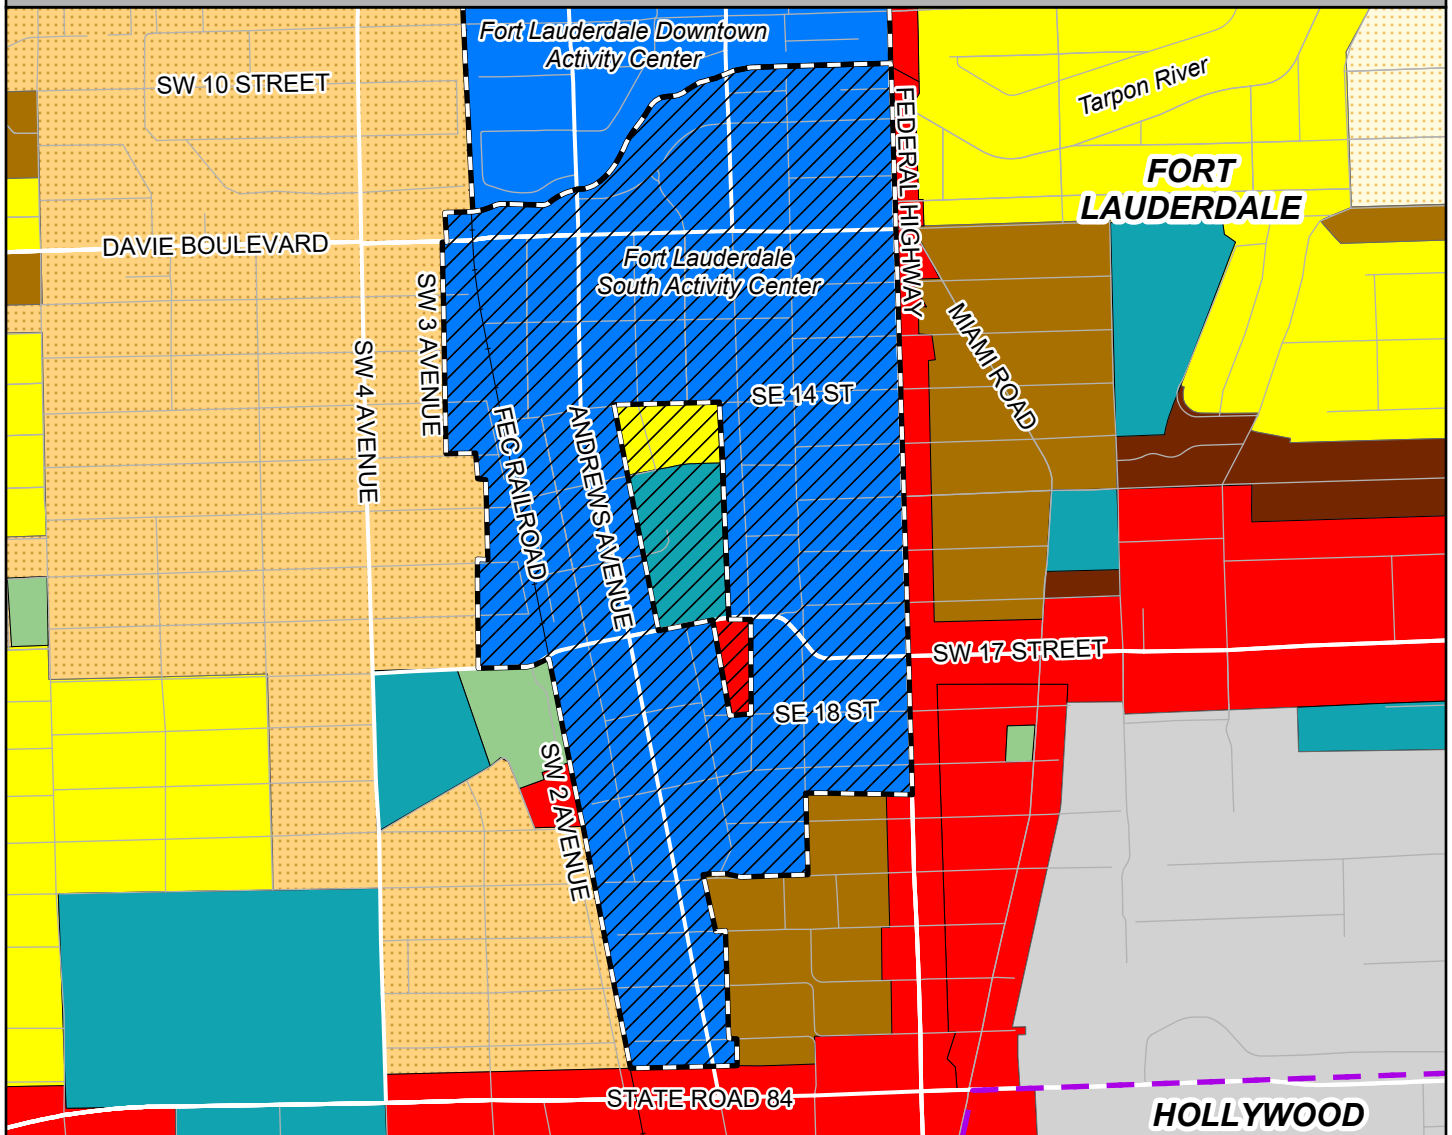 Fort Lauderdale Downtown
Activity Center
SW 10 STREET
Tarpon River
FEDERAL HIGHWAY
FORT
LAUDERDALE
DAVIE BOULEVARD
Fort Lauderdale
South Activity Center
SW 3 AVENUE
MIAMI ROAD
SW 4 AVENUE
SE 14 ST
FEC RAILROAD
ANDREWS AVENUE
SW 17 STREET
SE 18 ST
SW 2 AVENUE
STATE ROAD 84
HOLLYWOOD